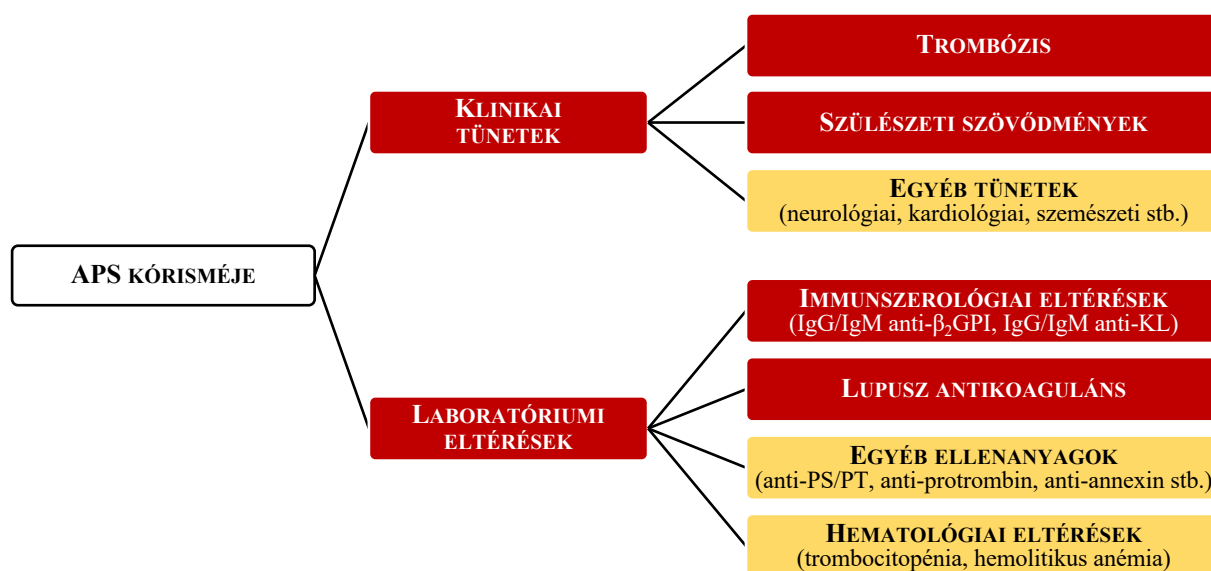 APS KÓRISMÉJE
KLINIKAI
TÜNETEK
TROMBÓZIS
SZÜLÉSZETI SZÖVŐDMÉNYEK
EGYÉB TÜNETEK
(neurológiai, kardiológiai, szemészeti stb.)
LABORATÓRIUMI
ELTÉRÉSEK
IMMUNSZEROLÓGIAI ELTÉRÉSEK
(IgG/IgM anti-β₂GPI, IgG/IgM anti-KL)
LUPUSZ ANTIKOAGULÁNS
EGYÉB ELLENANYAGOK
(anti-PS/PT, anti-protrombin, anti-annexin stb.)
HEMATOLÓGIAI ELTÉRÉSEK
(trombocitopénia, hemolitikus anémia)